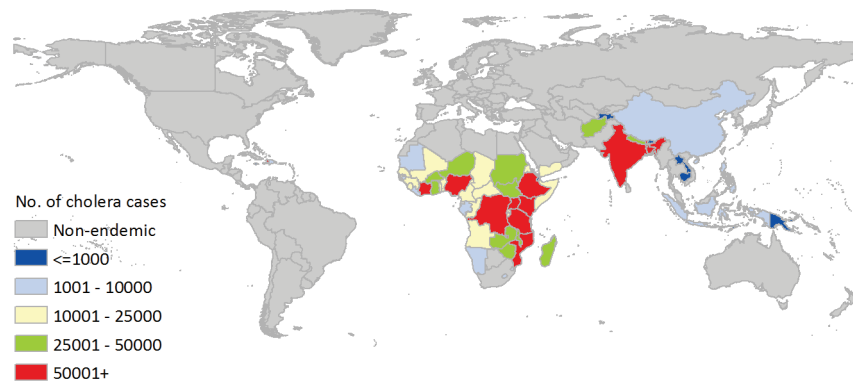 No. of cholera cases
Non-endemic
<=1000
1001 - 10000
10001 - 25000
25001 - 50000
50001+